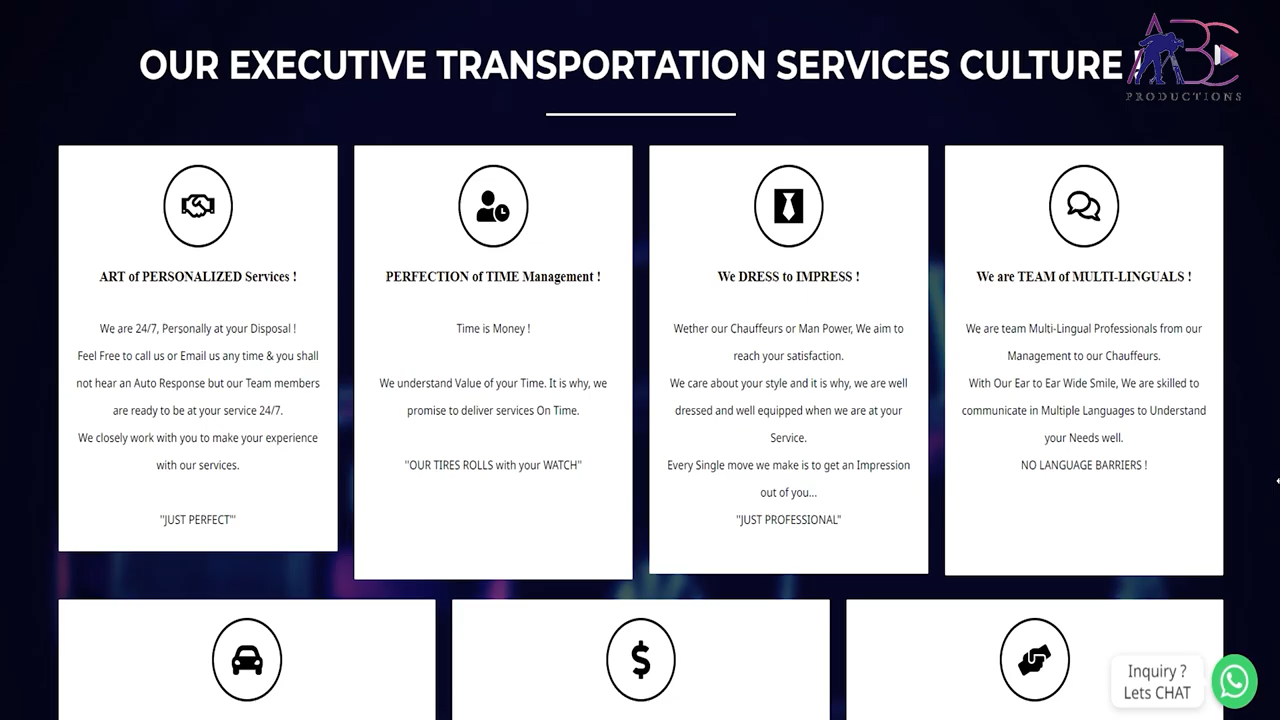 OUR EXECUTIVE TRANSPORTATION SERVICES CULTURE
ABC
PRODUCTIONS
ART of PERSONALIZED Services !
We are 24/7, Personally at your Disposal !
Feel Free to call us or Email us any time & you shall
not hear an Auto Response but our Team members
are ready to be at your service 24/7.
We closely work with you to make your experience
with our services.
"JUST PERFECT"'
PERFECTION of TIME Management !
Time is Money !
We understand Value of your Time. It is why, we
promise to deliver services On Time.
"OUR TIRES ROLLS with your WATCH"
We DRESS to IMPRESS !
Wether our Chauffeurs or Man Power, We aim to
reach your satisfaction.
We care about your style and it is why, we are well
dressed and well equipped when we are at your
Service.
Every Single move we make is to get an Impression
out of you...
"JUST PROFESSIONAL"
We are TEAM of MULTI-LINGUALS !
We are team Multi-Lingual Professionals from our
Management to our Chauffeurs.
With Our Ear to Ear Wide Smile, We are skilled to
communicate in Multiple Languages to Understand
your Needs well.
NO LANGUAGE BARRIERS !
$
Inquiry ?
Lets CHAT